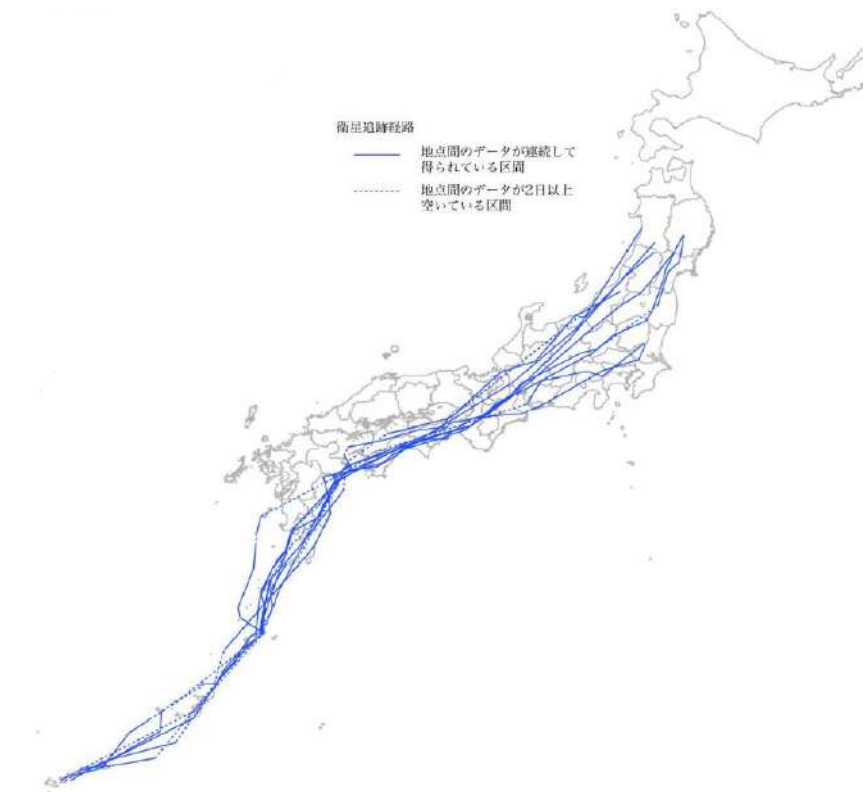 衛星追跡経路
地点間のデータが連続して
得られている区間
地点間のデータが2日以上
空いている区間